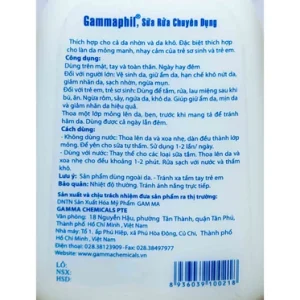 Gammaphil, Sữa Rửa Chuyên Dụng
Thích hợp cho cả da nhờn và da khô. Đặc biệt thích hợp
cho làn da mỏng manh, nhạy cảm của trẻ sơ sinh và trẻ em.
Công dụng:
Dùng trên mặt, tay và toàn thân. Ngày hay đêm
Đối với người lớn: Vệ sinh da, giữ ẩm da, hạn chế khô nứt da,
giảm nhờn da, sạch nhờn, sạch bụi da.
Đối với trẻ em, trẻ sơ sinh: Dùng để tắm, rửa, lau miệng sau khi
bú, ăn. Ngừa rôm, sảy, ngứa da, khô da. Giúp giữ ẩm da, mịn
da và chống hăm da.
Thoa một lớp mỏng lên da, bẹn, trước khi mang tã để tránh
hăm da. Dùng được cả ngày lẫn đêm.
Cách dùng:
- Không dùng nước: Thoa lên da và xoa nhẹ, dàn đều thành lớp
mỏng. Để yên cho sữa tự thấm. Sử dụng 1-2 lần/ ngày.
- Dùng với nước: Thay thế cho các loại sữa tắm. Thoa lên da và
xoa nhẹ cho đều khoảng 1-2 phút. Rửa sạch với nước và thấm
khô.
Lưu ý: Sản phẩm dùng ngoài da. - Tránh xa tầm tay trẻ em
Bảo quản: Nhiệt độ thường. Tránh ánh nắng trực tiếp.
Sản xuất và chịu trách nhiệm đưa sản phẩm ra thị trường:
DNTN Sản Xuất Hóa Mỹ Phẩm GAM MA
GAMMA CHEMICALS PTE
Văn phòng: 18 Nguyễn Hậu, phường Tân Thành, quận Tân Phú,
Thành phố Hồ Chí Minh, Việt Nam
Nhà máy: Tổ 1, ấp Phú Hiệp, xã Phú Hòa Đông, Củ Chi, Thành phố
Hồ Chí Minh, Việt Nam
Điện thoại: 028.38123909- Fax: 028.38497977
Website: www.gammachemicals.vn
LÔ:
NSX:
HSD:
8 936039 100218